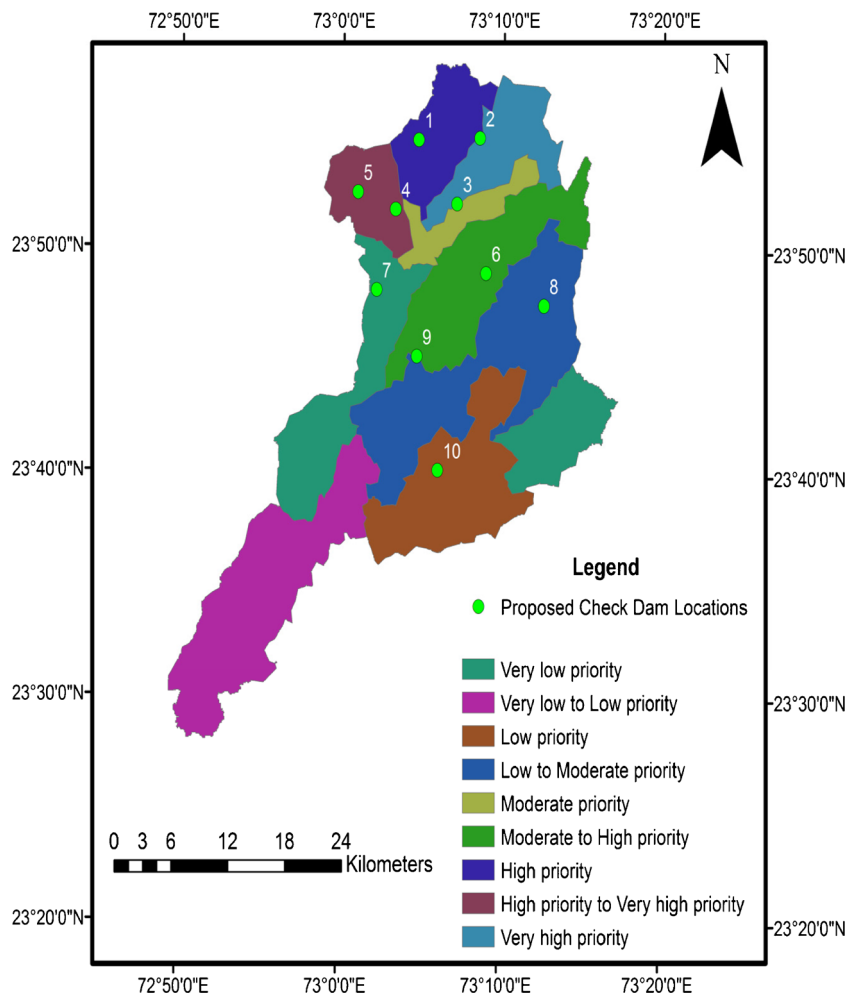 72°50'0"E 73°0'0"E 73°10'0"E 73°20'0"E
N
1
2
5
4
3
23°50'0"N
23°50'0"N
6
7
8
9
10
23°40'0"N
23°40'0"N
Legend
Proposed Check Dam Locations
Very low priority
23°30'0"N
23°30'0"N
Very low to Low priority
Low priority
Low to Moderate priority
Moderate priority
0 3 6 12 18 24
Kilometers
Moderate to High priority
High priority
High priority to Very high priority
23°20'0"N
23°20'0"N
Very high priority
72°50'0"E 73°0'0"E 73°10'0"E 73°20'0"E